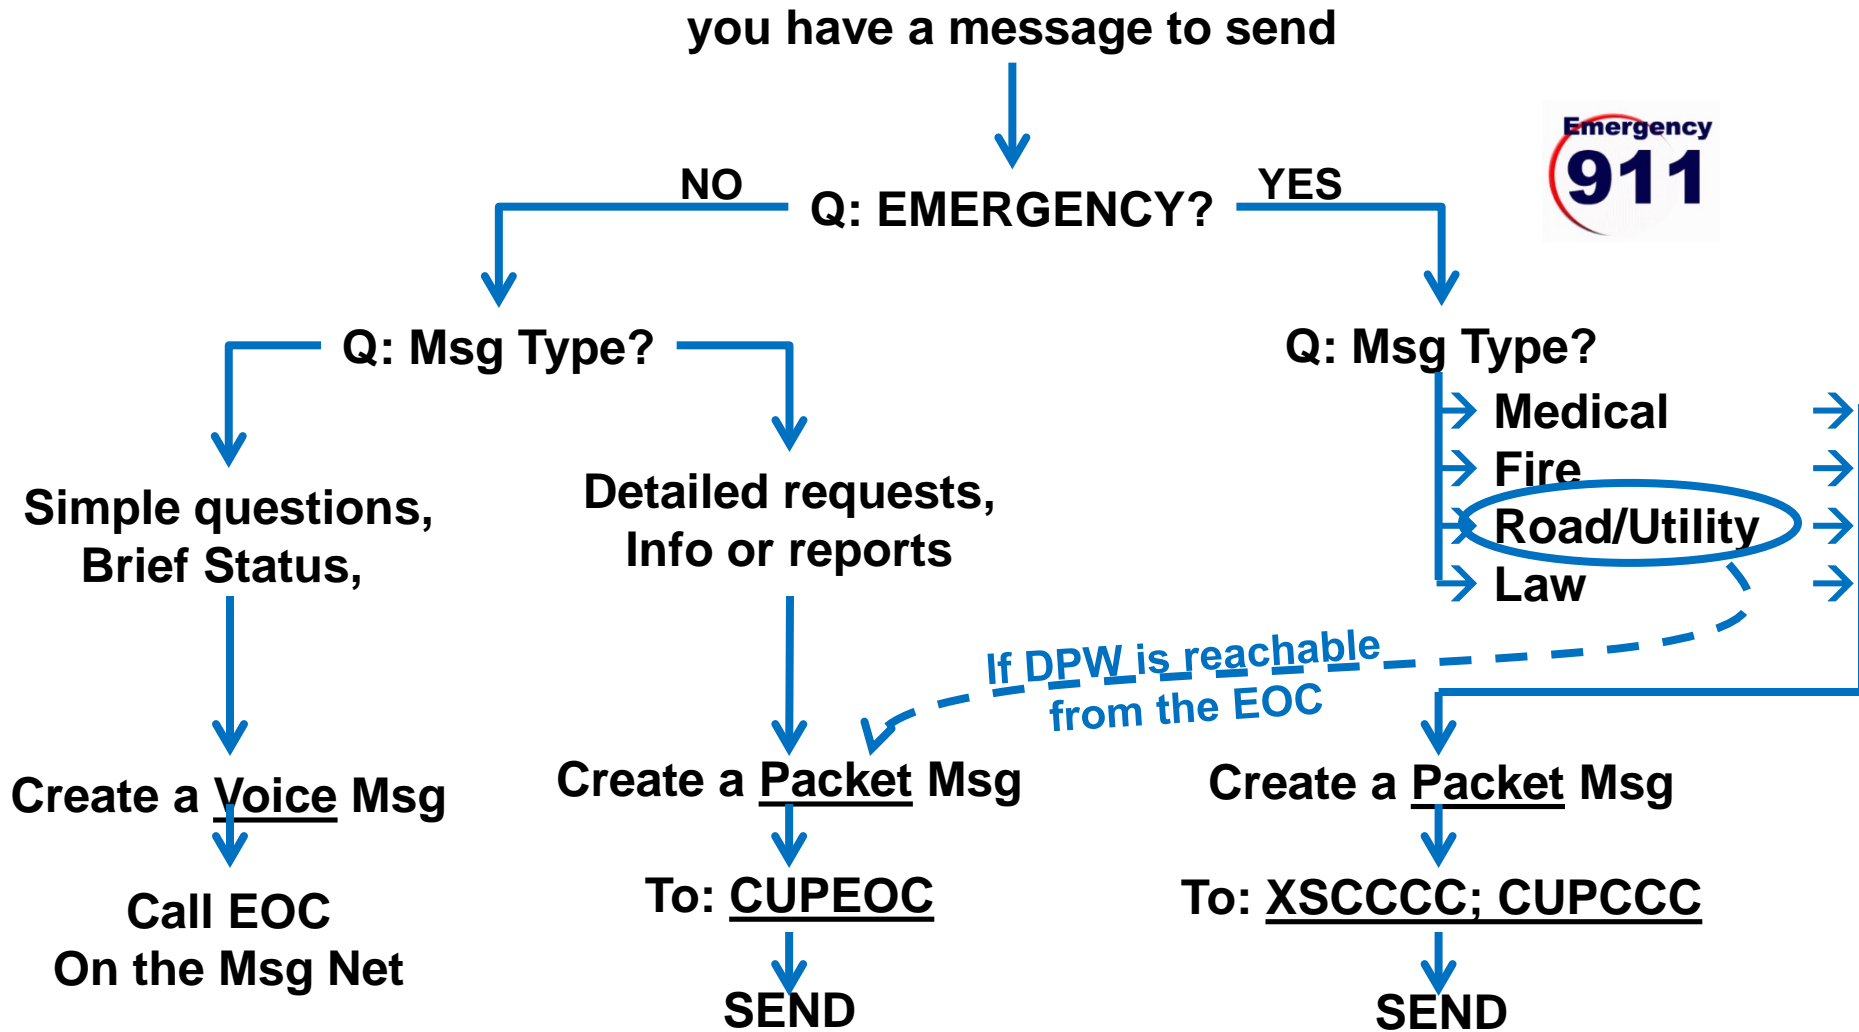 you have a message to send
Emergency
911
NO
Q: EMERGENCY?
YES
Q: Msg Type?
Q: Msg Type?
Medical
Fire
Road/Utility
Law
Simple questions,
Brief Status,
Detailed requests,
Info or reports
If DPW is reachable
from the EOC
Create a Voice Msg
Create a Packet Msg
Create a Packet Msg
Call EOC
On the Msg Net
To: CUPEOC
To: XSCCCC; CUPCCC
SEND
SEND